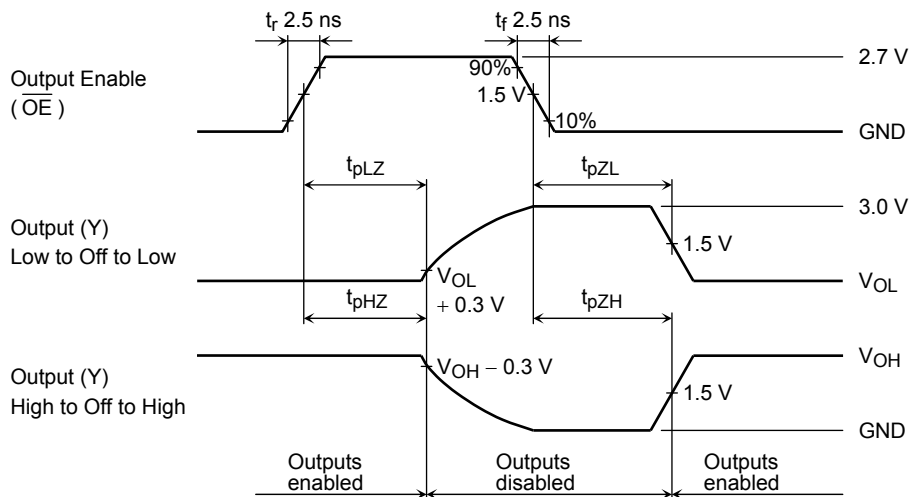 tr 2.5 ns
tf 2.5 ns
Output Enable
( OE )
90%
1.5 V
10%
2.7 V
GND
tpLZ
tpZL
Output (Y)
Low to Off to Low
3.0 V
1.5 V
VOL
+ 0.3 V
VOL
tpHZ
tpZH
Output (Y)
High to Off to High
VOH − 0.3 V
1.5 V
VOH
GND
Outputs
enabled
Outputs
disabled
Outputs
enabled